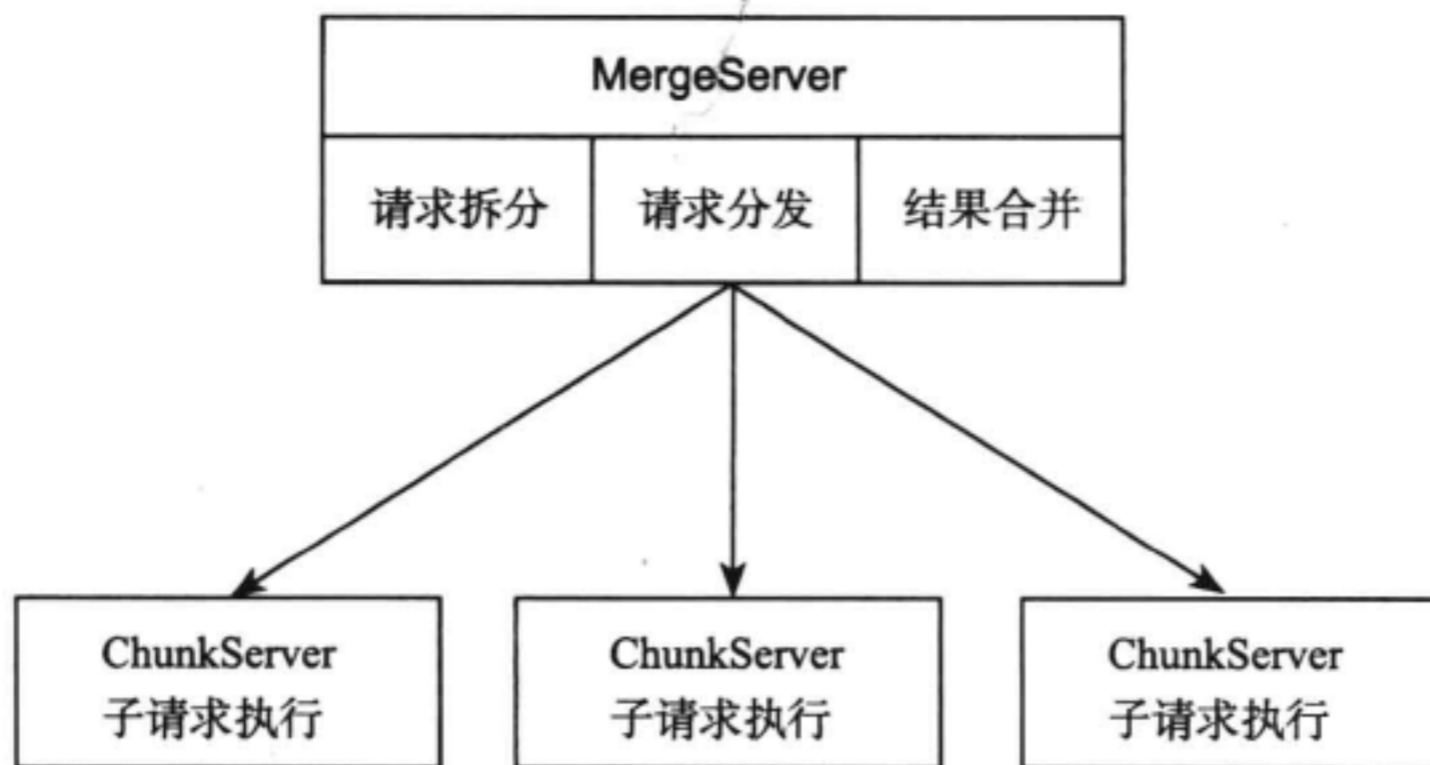 MergeServer
请求拆分
请求分发
结果合并
ChunkServer
子请求执行
ChunkServer
子请求执行
ChunkServer
子请求执行